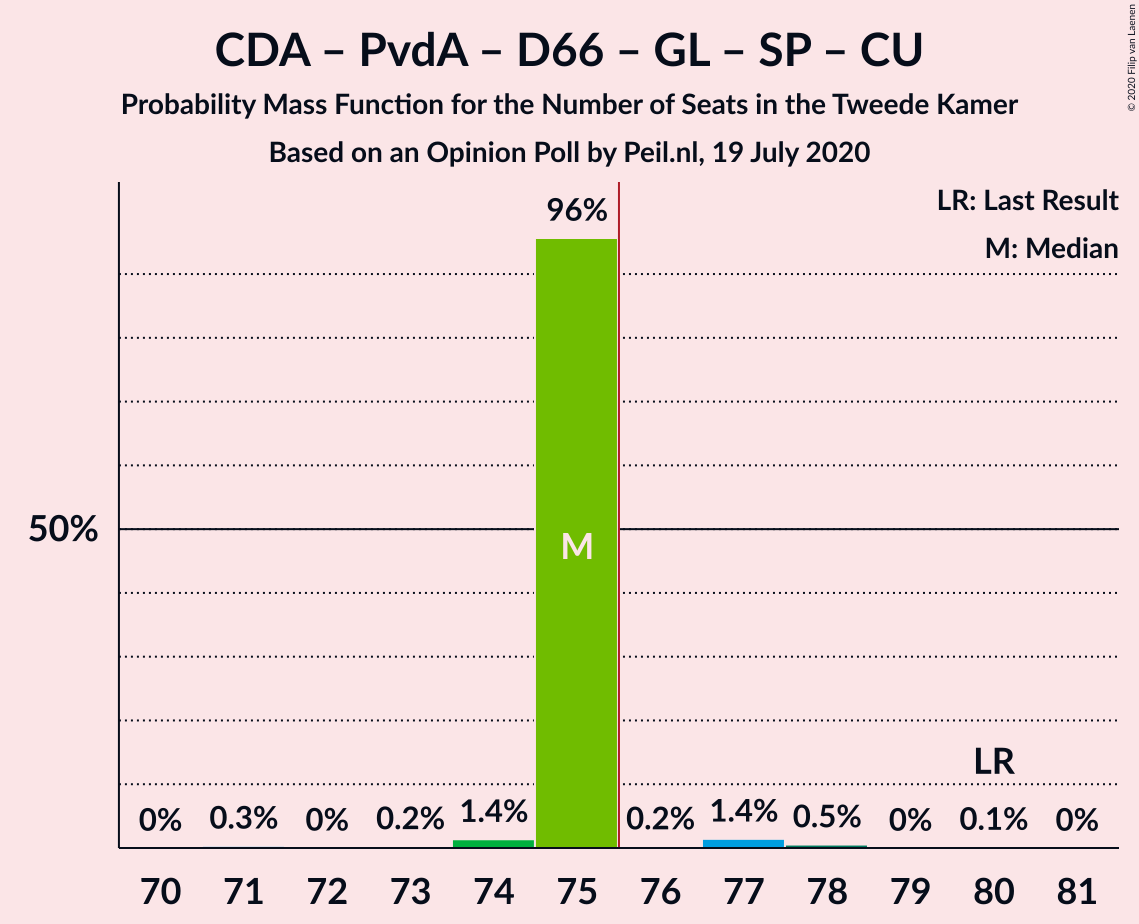 CDA – PvdA – D66 – GL – SP – CU
Probability Mass Function for the Number of Seats in the Tweede Kamer
Based on an Opinion Poll by Peil.nl, 19 July 2020
© 2020 Filip van Laenen
LR: Last Result
M: Median
96%
50%
M
LR
0% 0.3% 0% 0.2% 1.4% 0.2% 1.4% 0.5% 0% 0.1% 0%
70 71 72 73 74 75 76 77 78 79 80 81